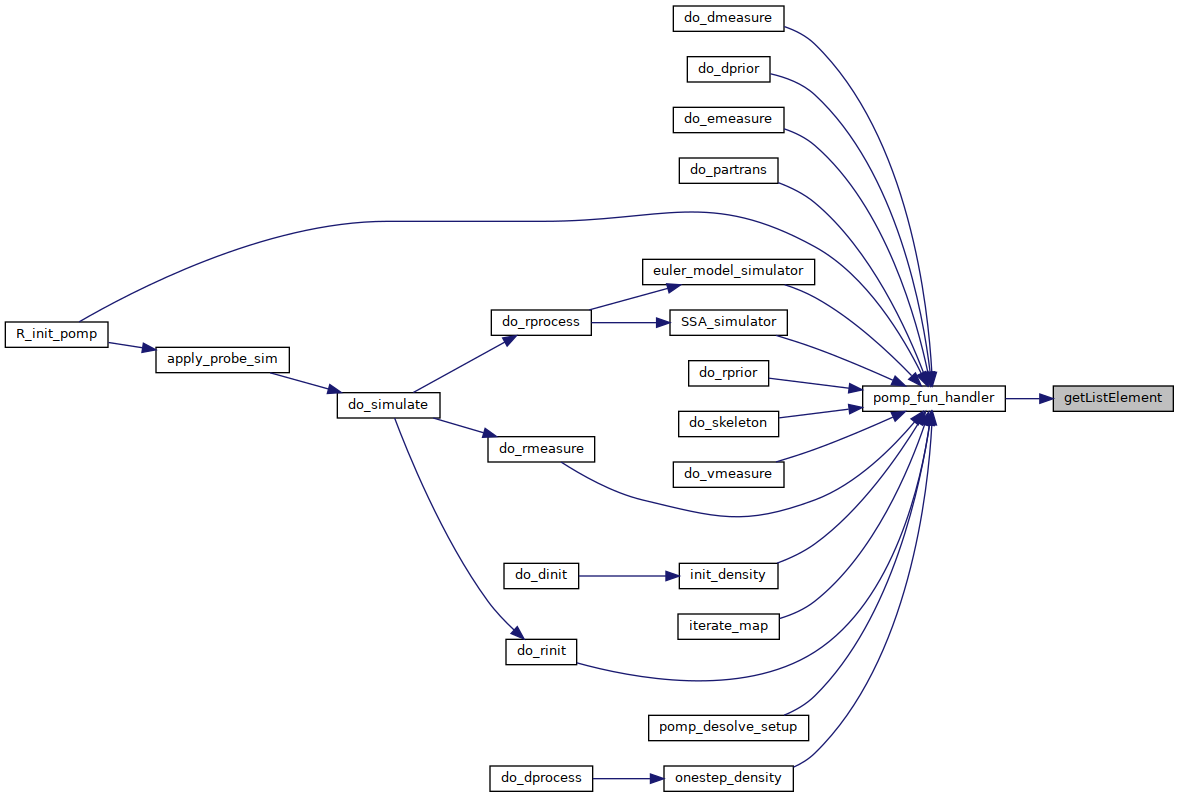 do_dmeasure
do_dprior
do_emeasure
do_partrans
euler_model_simulator
do_rprocess
SSA_simulator
R_init_pomp
apply_probe_sim
do_rprior
pomp_fun_handler
getListElement
do_simulate
do_skeleton
do_rmeasure
do_vmeasure
do_dinit
init_density
iterate_map
do_rinit
pomp_desolve_setup
do_dprocess
onestep_density